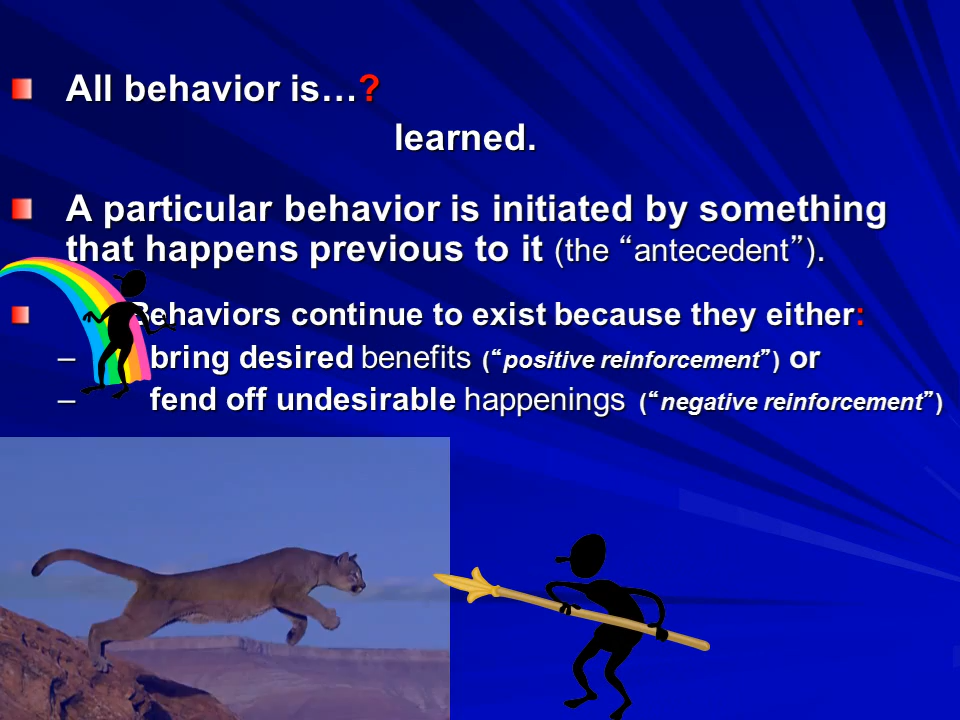 All behavior is…?
learned.
A particular behavior is initiated by something
that happens previous to it (the “antecedent”).
Behaviors continue to exist because they either:
– bring desired benefits (“positive reinforcement”) or
– fend off undesirable happenings (“negative reinforcement”)